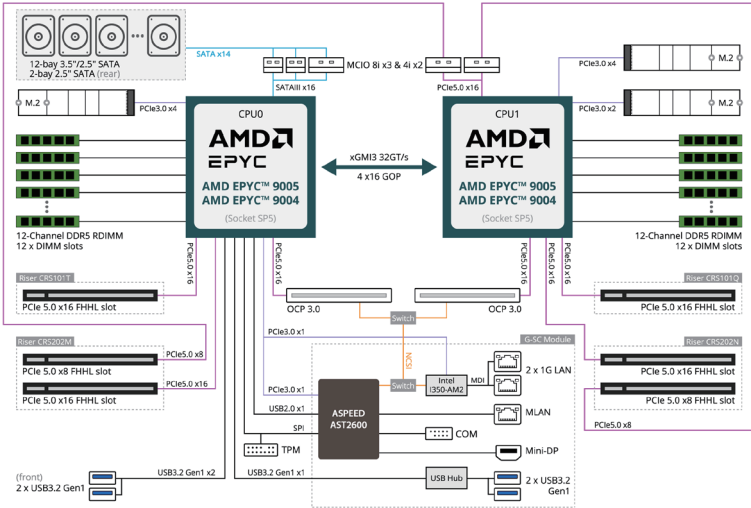 12-bay 3.5"/2.5" SATA
2-bay 2.5" SATA (rear)
SATA x14
MCIO 8i x3 & 4i x2
SATAIII x16
PCIe5.0 x16
PCIe3.0 x4
M.2
PCIe3.0 x2
M.2
M.2
PCIe3.0 x4
CPU0
AMD
EPYC
AMD EPYC™ 9005
AMD EPYC™ 9004
(Socket SP5)
xGMI3 32GT/s
4 x16 GOP
CPU1
AMD
EPYC
AMD EPYC™ 9005
AMD EPYC™ 9004
(Socket SP5)
12-Channel DDR5 RDIMM
12 x DIMM slots
12-Channel DDR5 RDIMM
12 x DIMM slots
PCIe5.0 x16
PCIe5.0 x16
PCIe5.0 x16
PCIe5.0 x16
PCIe5.0 x16
Riser CRS101T
PCIe 5.0 x16 FHHL slot
OCP 3.0
OCP 3.0
Riser CRS101Q
PCIe 5.0 x16 FHHL slot
Switch
Riser CRS202M
PCIe5.0 x8
PCIe 5.0 x8 FHHL slot
PCIe5.0 x16
PCIe 5.0 x16 FHHL slot
Riser CRS202N
PCIe 5.0 x16 FHHL slot
PCIe 5.0 x8 FHHL slot
PCIe5.0 x8
PCIe3.0 x1
NCSI
G-SC Module
PCIe3.0 x1
Switch
Intel
I350-AM2
MDI
2 x 1G LAN
ASPEED
AST2600
USB2.0 x1
MLAN
SPI
TPM
COM
Mini-DP
(front)
2 x USB3.2 Gen1
USB3.2 Gen1 x2
USB3.2 Gen1 x1
USB Hub
2 x USB3.2
Gen1